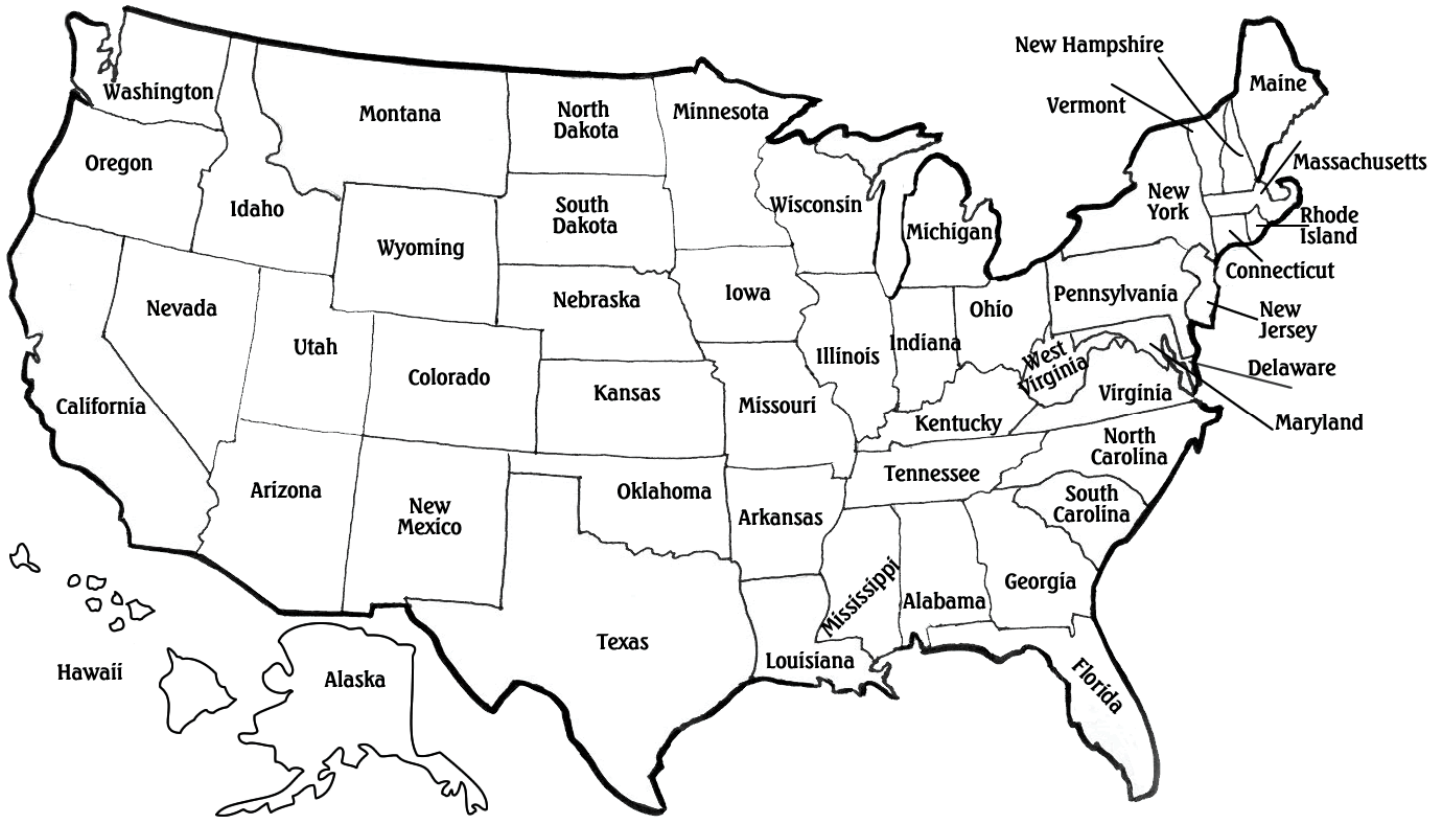 New Hampshire
Maine
Washington
Montana
North
Dakota
Minnesota
Vermont
Oregon
Massachusetts
Idaho
South
Dakota
Wisconsin
New
York
Rhode
Island
Wyoming
Michigan
Connecticut
Nevada
Nebraska
Iowa
Pennsylvania
New
Jersey
Utah
Illinois
Indiana
Ohio
West
Virginia
Delaware
Colorado
Kansas
California
Missouri
Kentucky
Virginia
Maryland
Arizona
New
Mexico
Oklahoma
Arkansas
Tennessee
North
Carolina
South
Carolina
Georgia
Mississippi
Alabama
Texas
Louisiana
Florida
Hawaii
Alaska